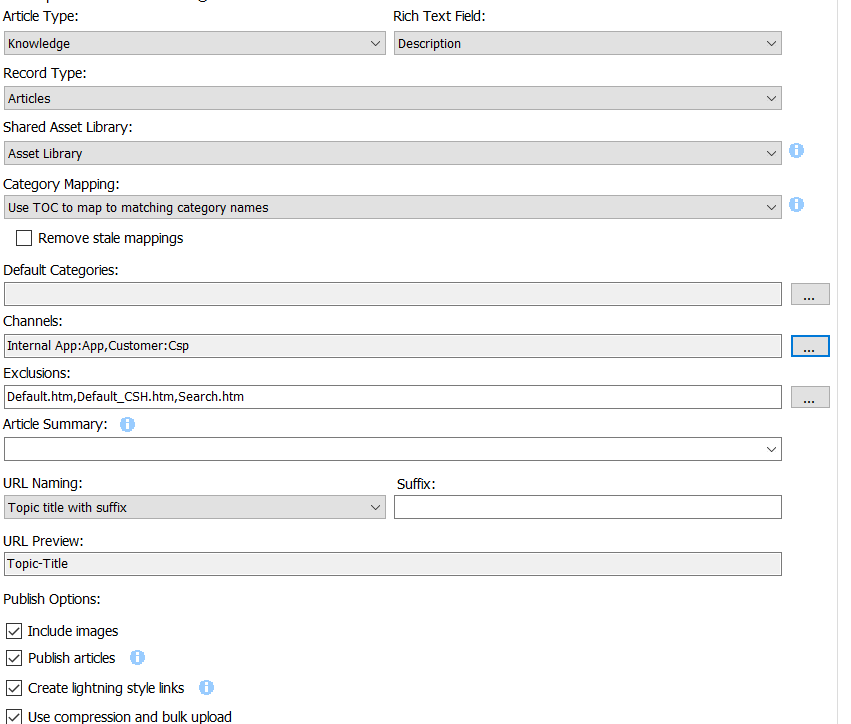 Article Type:
Rich Text Field:
Knowledge
Description
Record Type:
Articles
Shared Asset Library:
Asset Library
Category Mapping:
Use TOC to map to matching category names
Remove stale mappings
Default Categories:
...
Channels:
Internal App:App,Customer:Csp
...
Exclusions:
Default.htm,Default_CSH.htm,Search.htm
...
Article Summary:
URL Naming:
Suffix:
Topic title with suffix
URL Preview:
Topic-Title
Publish Options:
Include images
Publish articles
Create lightning style links
Use compression and bulk upload